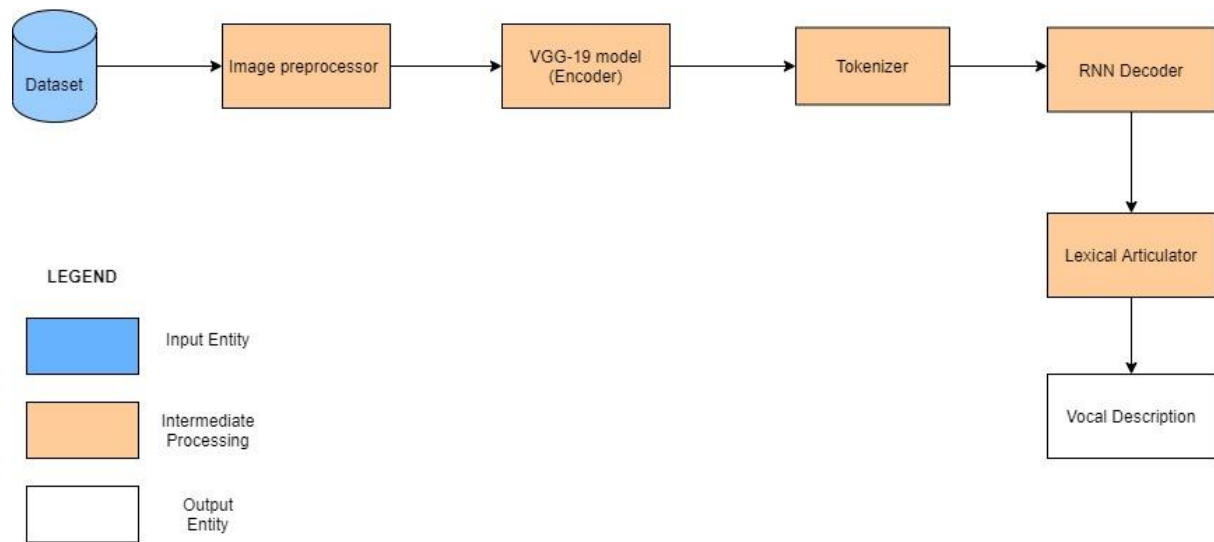 Dataset
Image preprocessor
VGG-19 model
(Encoder)
Tokenizer
RNN Decoder
Lexical Articulator
Vocal Description
LEGEND
Input Entity
Intermediate
Processing
Output
Entity